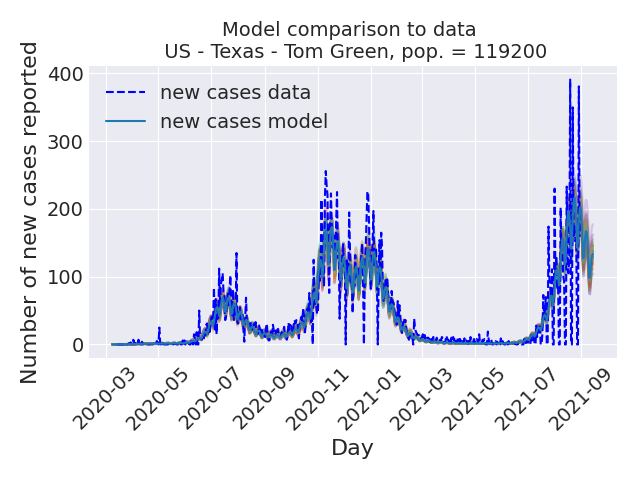 Model comparison to data
US - Texas - Tom Green, pop. = 119200
Number of new cases reported
400
300
200
100
0
new cases data
new cases model
2020-03
2020-05
2020-07
2020-09
2020-11
2021-01
2021-03
2021-05
2021-07
2021-09
Day